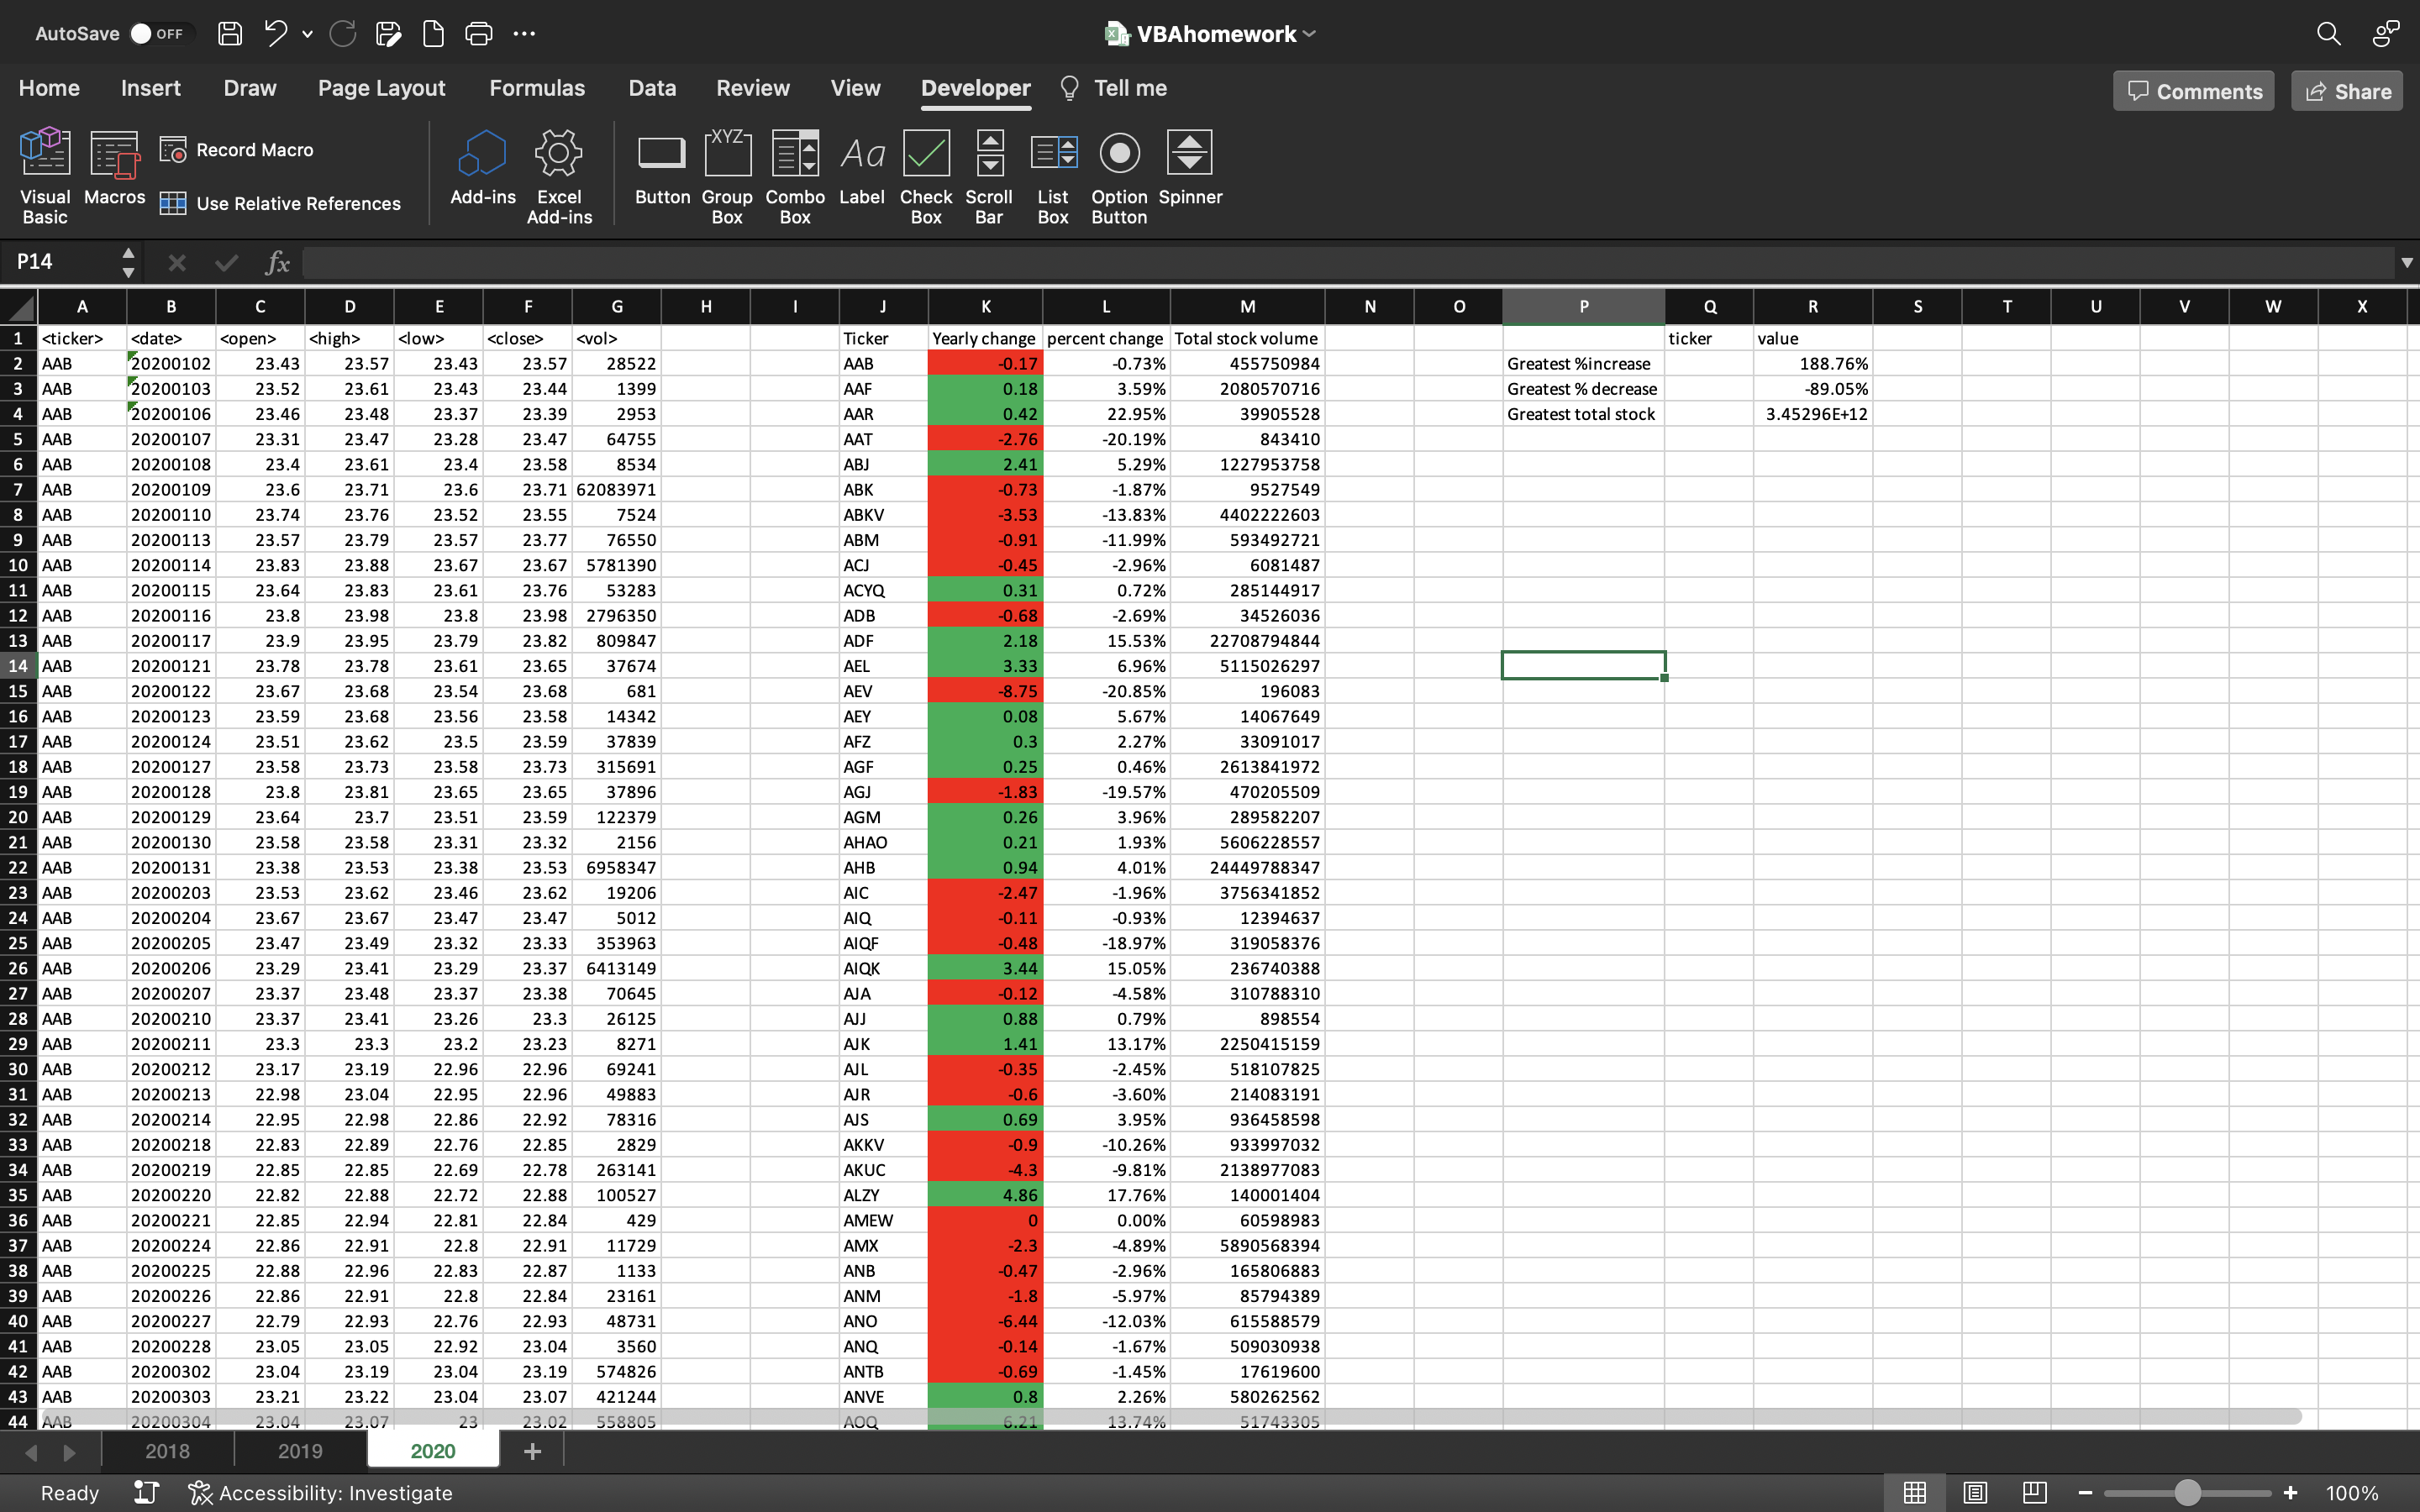 AutoSave OFF VBAhomework
Home Insert Draw Page Layout Formulas Data Review View Developer Tell me Comments Share
Visual Basic Macros Record Macro Use Relative References Add-ins Excel Add-ins Button Group Box Combo Box Label Check Box Scroll Bar List Box Option Button Spinner
XYZ Aa
P14 fx
A B C D E F G H I J K L M N O P Q R S T U V W X
1 <ticker> <date> <open> <high> <low> <close> <vol> Ticker Yearly change percent change Total stock volume ticker value
2 AAB 20200102 23.43 23.57 23.43 23.57 28522 AAB -0.17 -0.73% 455750984 Greatest %increase 188.76%
3 AAB 20200103 23.52 23.61 23.43 23.44 1399 AAF 0.18 3.59% 2080570716 Greatest % decrease -89.05%
4 AAB 20200106 23.46 23.48 23.37 23.39 2953 AAR 0.42 22.95% 39905528 Greatest total stock 3.45296E+12
5 AAB 20200107 23.31 23.47 23.28 23.47 64755 AAT -2.76 -20.19% 843410
6 AAB 20200108 23.4 23.61 23.4 23.58 8534 ABJ 2.41 5.29% 1227953758
7 AAB 20200109 23.6 23.71 23.6 23.71 62083971 ABK -0.73 -1.87% 9527549
8 AAB 20200110 23.74 23.76 23.52 23.55 7524 ABKV -3.53 -13.83% 4402222603
9 AAB 20200113 23.57 23.79 23.57 23.77 76550 ABM -0.91 -11.99% 593492721
10 AAB 20200114 23.83 23.88 23.67 23.67 5781390 ACJ -0.45 -2.96% 6081487
11 AAB 20200115 23.64 23.83 23.61 23.76 53283 ACYQ 0.31 0.72% 285144917
12 AAB 20200116 23.8 23.98 23.8 23.98 2796350 ADB -0.68 -2.69% 34526036
13 AAB 20200117 23.9 23.95 23.79 23.82 809847 ADF 2.18 15.53% 22708794844
14 AAB 20200121 23.78 23.78 23.61 23.65 37674 AEL 3.33 6.96% 5115026297
15 AAB 20200122 23.67 23.68 23.54 23.68 681 AEV -8.75 -20.85% 196083
16 AAB 20200123 23.59 23.68 23.56 23.58 14342 AEY 0.08 5.67% 14067649
17 AAB 20200124 23.51 23.62 23.5 23.59 37839 AFZ 0.3 2.27% 33091017
18 AAB 20200127 23.58 23.73 23.58 23.73 315691 AGF 0.25 0.46% 2613841972
19 AAB 20200128 23.8 23.81 23.65 23.65 37896 AGJ -1.83 -19.57% 470205509
20 AAB 20200129 23.64 23.7 23.51 23.59 122379 AGM 0.26 3.96% 289582207
21 AAB 20200130 23.58 23.58 23.31 23.32 2156 AHAO 0.21 1.93% 5606228557
22 AAB 20200131 23.38 23.53 23.38 23.53 6958347 AHB 0.94 4.01% 24449788347
23 AAB 20200203 23.53 23.62 23.46 23.62 19206 AIC -2.47 -1.96% 3756341852
24 AAB 20200204 23.67 23.67 23.47 23.47 5012 AIQ -0.11 -0.93% 12394637
25 AAB 20200205 23.47 23.49 23.32 23.33 353963 AIQF -0.48 -18.97% 319058376
26 AAB 20200206 23.29 23.41 23.29 23.37 6413149 AIQK 3.44 15.05% 236740388
27 AAB 20200207 23.37 23.48 23.37 23.38 70645 AJA -0.12 -4.58% 310788310
28 AAB 20200210 23.37 23.41 23.26 23.3 26125 AJJ 0.88 0.79% 898554
29 AAB 20200211 23.3 23.3 23.2 23.23 8271 AJK 1.41 13.17% 2250415159
30 AAB 20200212 23.17 23.19 22.96 22.96 69241 AJL -0.35 -2.45% 518107825
31 AAB 20200213 22.98 23.04 22.95 22.96 49883 AJR -0.6 -3.60% 214083191
32 AAB 20200214 22.95 22.98 22.86 22.92 78316 AJS 0.69 3.95% 936458598
33 AAB 20200218 22.83 22.89 22.76 22.85 2829 AKKV -0.9 -10.26% 933997032
34 AAB 20200219 22.85 22.85 22.69 22.78 263141 AKUC -4.3 -9.81% 2138977083
35 AAB 20200220 22.82 22.88 22.72 22.88 100527 ALZY 4.86 17.76% 140001404
36 AAB 20200221 22.85 22.94 22.81 22.84 429 AMEW 0 0.00% 60598983
37 AAB 20200224 22.86 22.91 22.8 22.91 11729 AMX -2.3 -4.89% 5890568394
38 AAB 20200225 22.88 22.96 22.83 22.87 1133 ANB -0.47 -2.96% 165806883
39 AAB 20200226 22.86 22.91 22.8 22.84 23161 ANM -1.8 -5.97% 85794389
40 AAB 20200227 22.79 22.93 22.76 22.93 48731 ANO -6.44 -12.03% 615588579
41 AAB 20200228 23.05 23.05 22.92 23.04 3560 ANQ -0.14 -1.67% 509030938
42 AAB 20200302 23.04 23.19 23.04 23.19 574826 ANTB -0.69 -1.45% 17619600
43 AAB 20200303 23.21 23.22 23.04 23.07 421244 ANVE 0.8 2.26% 580262562
44 AAB 20200304 23.04 23.07 23 23.02 558805 AOQ 6.21 13.74% 51743305
2018 2019 2020
Ready Accessibility: Investigate 100%